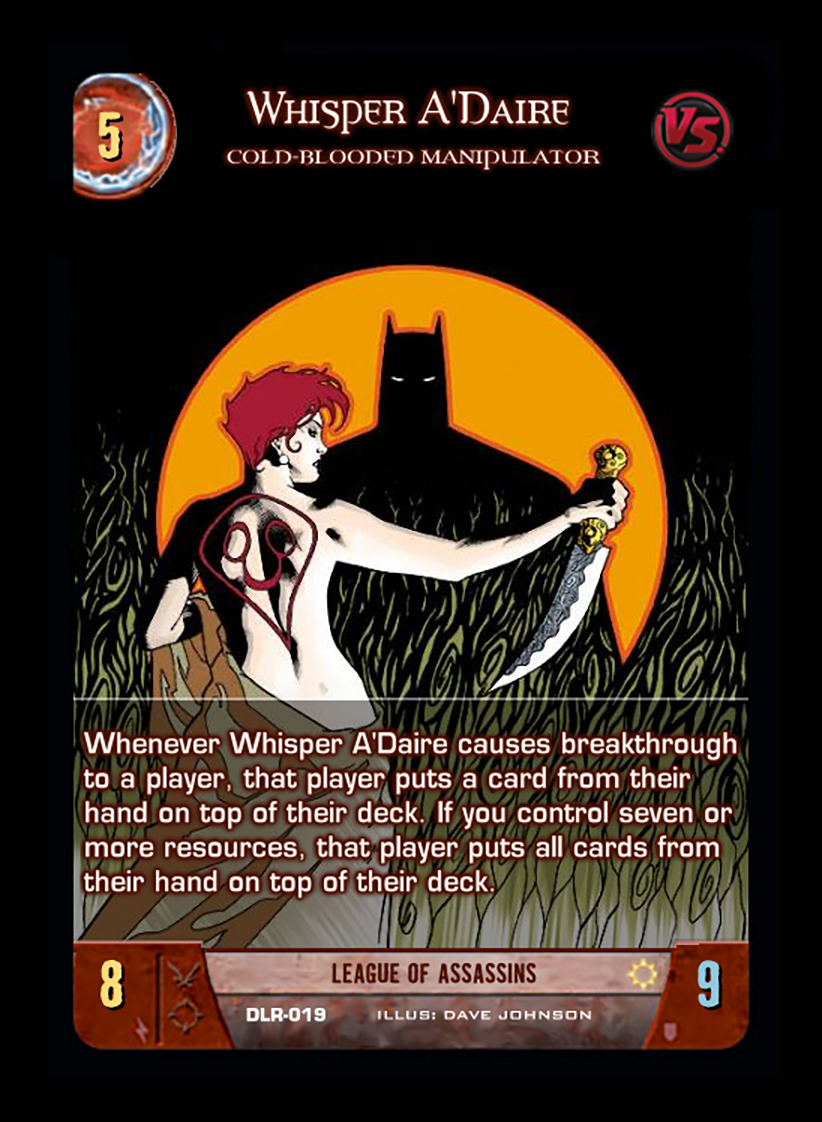 5
Whisper A'Daire
VS.
Cold-Blooded Manipulator
Whenever Whisper A'Daire causes breakthrough
to a player, that player puts a card from their
hand on top of their deck. If you control seven or
more resources, that player puts all cards from
their hand on top of their deck.
8
LEAGUE OF ASSASSINS
9
DLR-019 ILLUS: DAVE JOHNSON